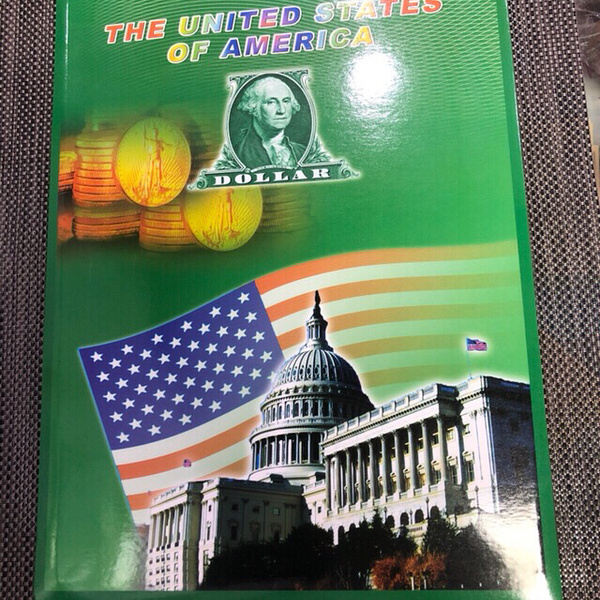 THE UNITED STATES
OF AMERICA
DOLLAR